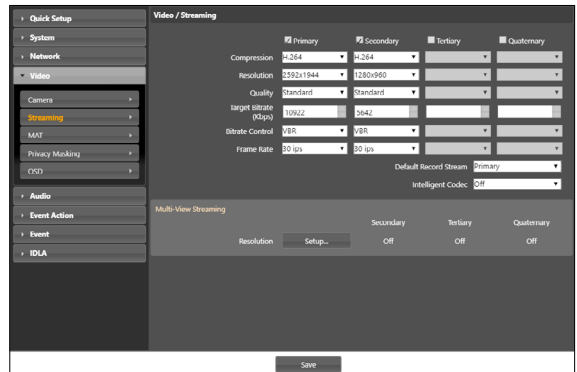 Quick Setup
System
Network
Video
Camera
Streaming
MAT
Privacy Masking
OSD
Audio
Event Action
Event
IDLA
Video / Streaming
Primary Secondary Tertiary Quaternary
Compression H.264 H.264
Resolution 2592x1944 1280x960
Quality Standard Standard
Target Bitrate (Kbps) 10922 5642
Bitrate Control VBR VBR
Frame Rate 30 ips 30 ips
Default Record Stream Primary
Intelligent Codec Off
Multi-View Streaming
Secondary Tertiary Quaternary
Resolution Setup... Off Off Off
Save